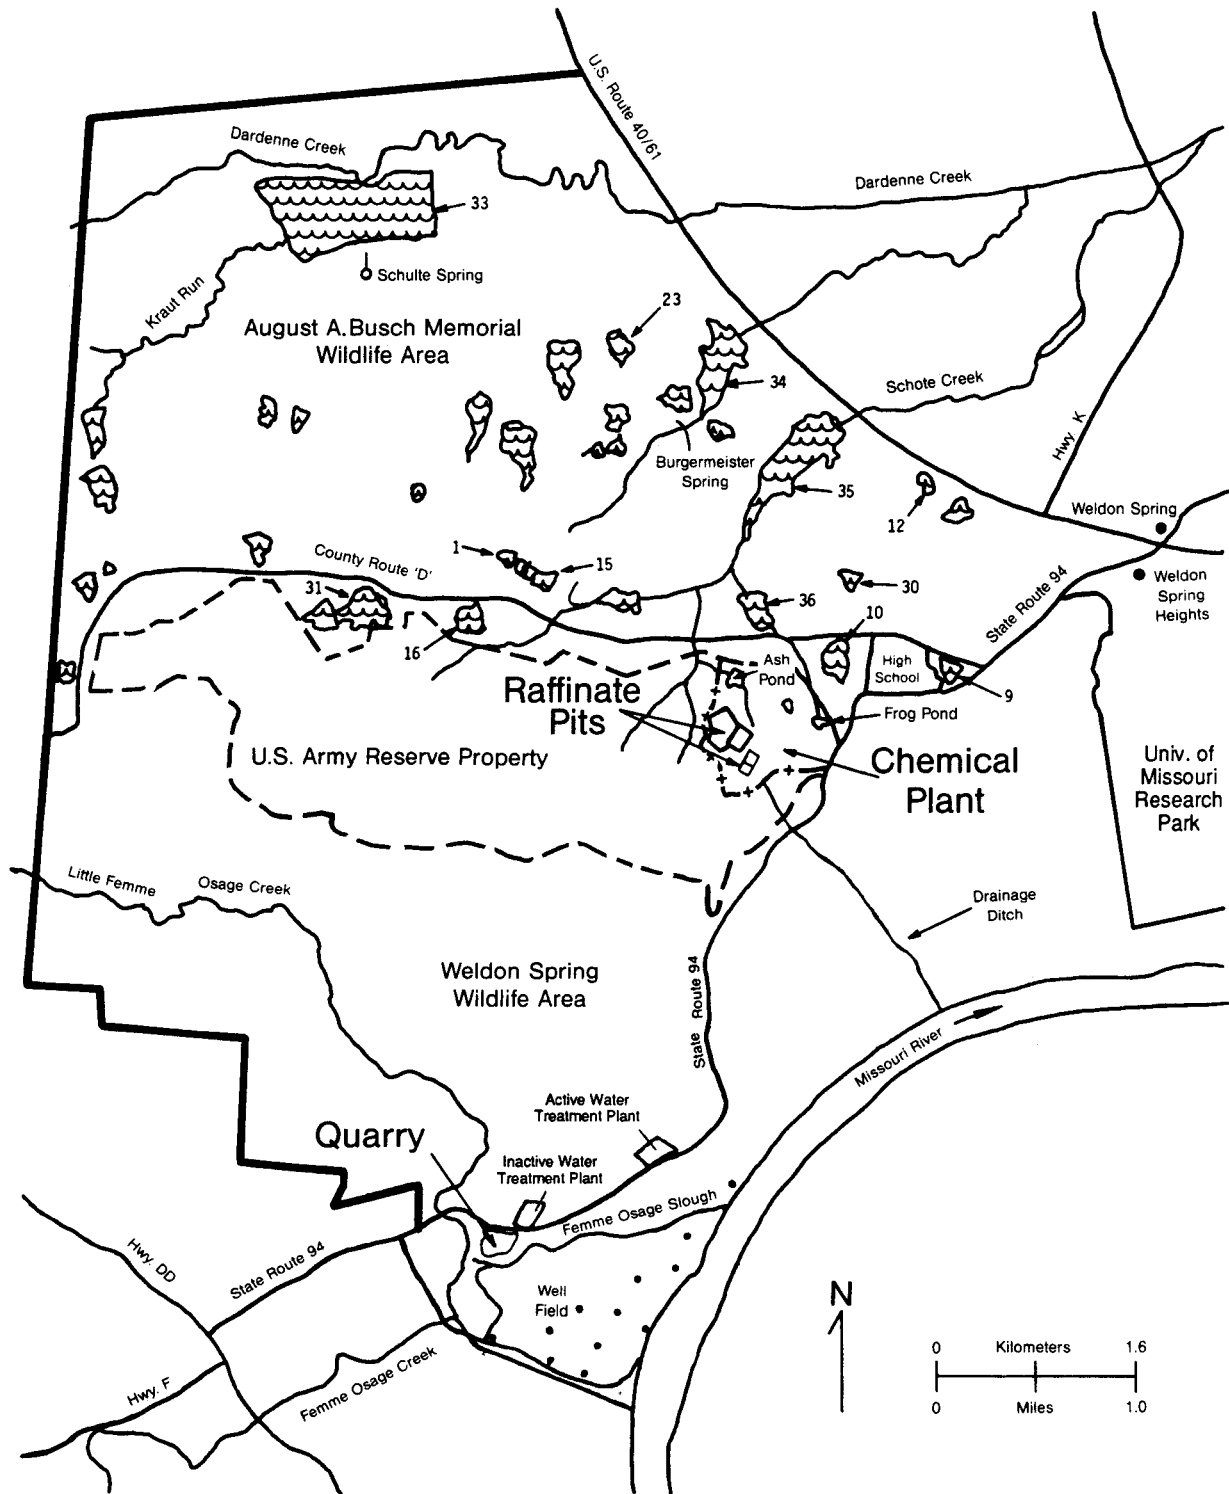 U.S. Route 40/61
Dardenne Creek
Dardenne Creek
33
Schulte Spring
Kraut Run
23
August A.Busch Memorial
Wildlife Area
34
Schote Creek
Hwy. K
Burgermeister
Spring
35
12
Weldon Spring
County Route 'D'
1
15
31
30
Weldon
Spring
Heights
State Route 94
36
10
16
Ash
Pond
High
School
9
Raffinate
Pits
Frog Pond
U.S. Army Reserve Property
Chemical
Plant
Univ. of
Missouri
Research
Park
Little Femme Osage Creek
Drainage
Ditch
Weldon Spring
Wildlife Area
State Route 94
Missouri River
Active Water
Treatment Plant
Quarry
Inactive Water
Treatment Plant
Femme Osage Slough
Hwy. DD
State Route 94
Well
Field
N
0 Kilometers 1.6
0 Miles 1.0
Hwy. F
Femme Osage Creek